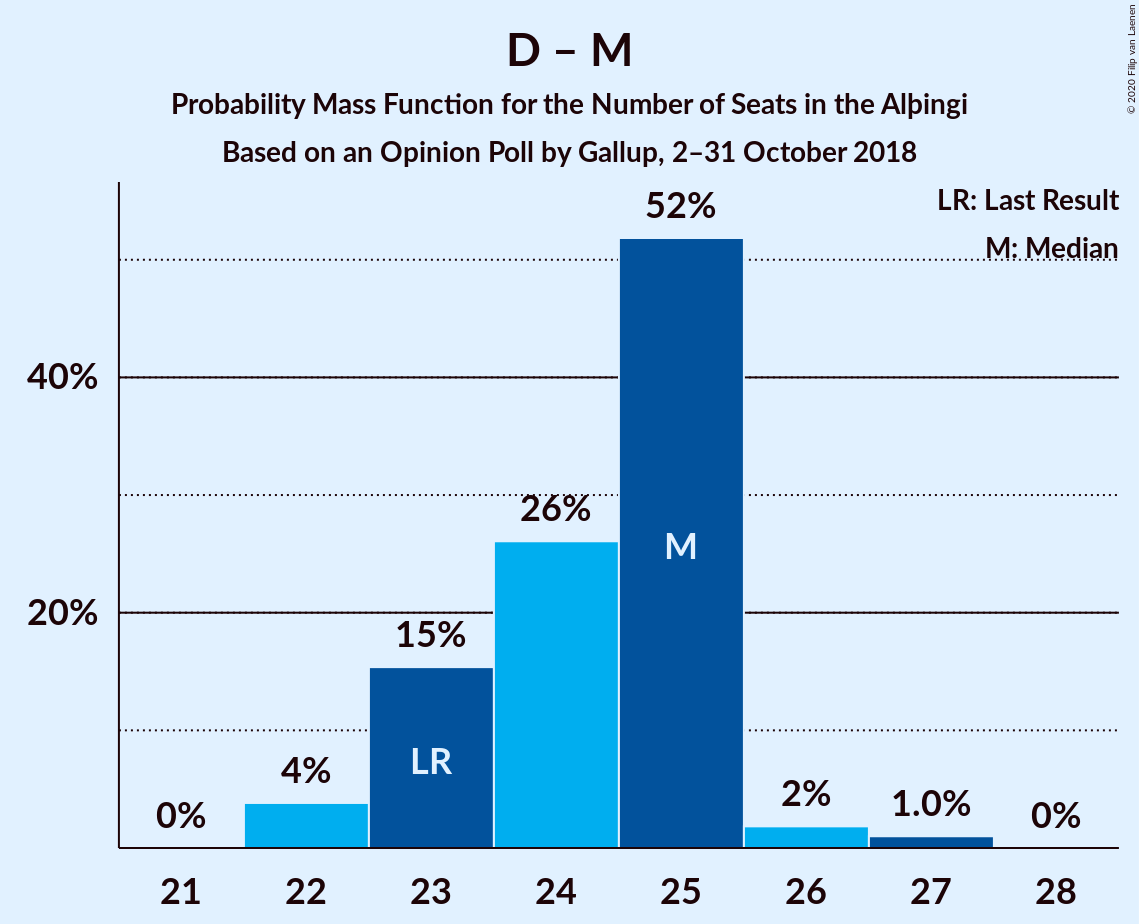 D – M
Probability Mass Function for the Number of Seats in the Alþingi
Based on an Opinion Poll by Gallup, 2–31 October 2018
© 2020 Filip van Laenen
LR: Last Result
M: Median
52%
40%
26%
M
20%
15%
LR
4%
2%
1.0%
0%
0%
21 22 23 24 25 26 27 28